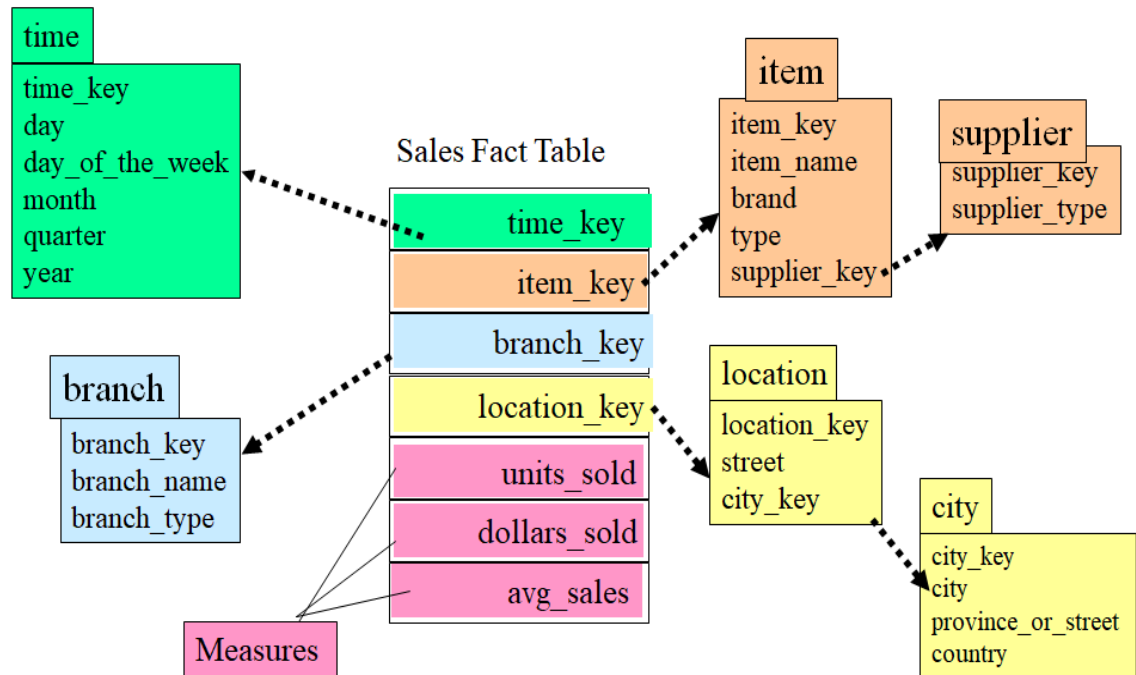 time
time_key
day
day_of_the_week
month
quarter
year
item
item_key
item_name
brand
type
supplier_key
supplier
supplier_key
supplier_type
Sales Fact Table
time_key
item_key
branch_key
location_key
units_sold
dollars_sold
avg_sales
branch
branch_key
branch_name
branch_type
location
location_key
street
city_key
city
city_key
city
province_or_street
country
Measures